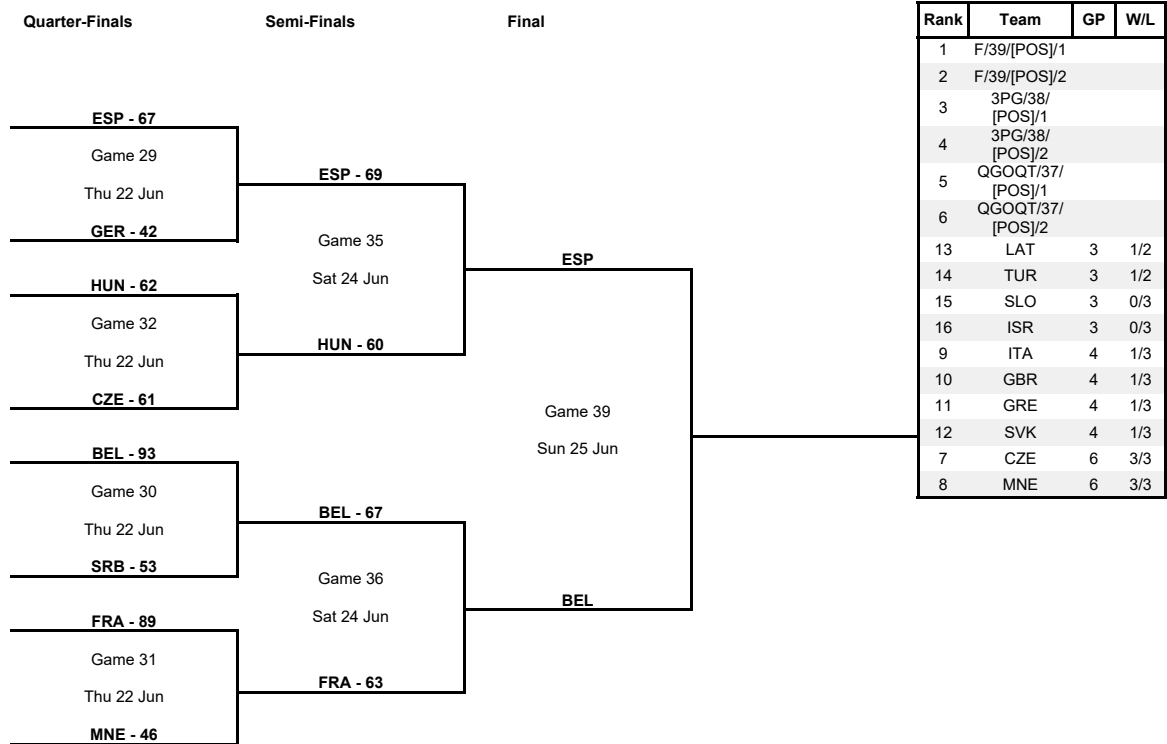 Quarter-Finals Semi-Finals Final
ESP - 67
Game 29
Thu 22 Jun
GER - 42
HUN - 62
Game 32
Thu 22 Jun
CZE - 61
BEL - 93
Game 30
Thu 22 Jun
SRB - 53
FRA - 89
Game 31
Thu 22 Jun
MNE - 46
ESP - 69
Game 35
Sat 24 Jun
HUN - 60
BEL - 67
Game 36
Sat 24 Jun
FRA - 63
ESP
Game 39
Sun 25 Jun
BEL
Rank Team GP W/L
1 F/39/[POS]/1
2 F/39/[POS]/2
3 3PG/38/
[POS]/1
4 3PG/38/
[POS]/2
5 QGOQT/37/
[POS]/1
6 QGOQT/37/
[POS]/2
13 LAT 3 1/2
14 TUR 3 1/2
15 SLO 3 0/3
16 ISR 3 0/3
9 ITA 4 1/3
10 GBR 4 1/3
11 GRE 4 1/3
12 SVK 4 1/3
7 CZE 6 3/3
8 MNE 6 3/3